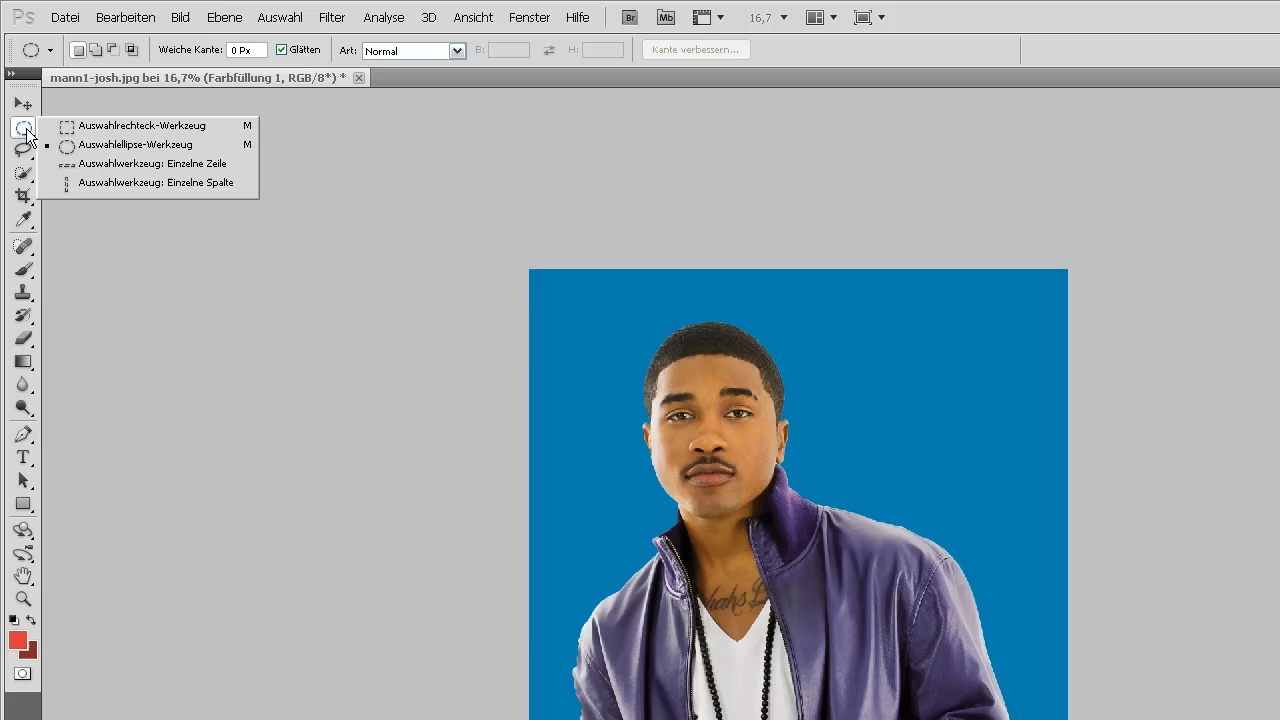 Ps Datei Bearbeiten Bild Ebene Auswahl Filter Analyse 3D Ansicht Fenster Hilfe Br Mb 16,7
Weiche Kante: 0 Px Glätten Art: Normal B: H: Kante verbessern...
mann1-josh.jpg bei 16,7% (Farbfüllung 1, RGB/8*) *
Auswahlrechteck-Werkzeug M
Auswahlellipse-Werkzeug M
Auswahlwerkzeug: Einzelne Zeile
Auswahlwerkzeug: Einzelne Spalte
T